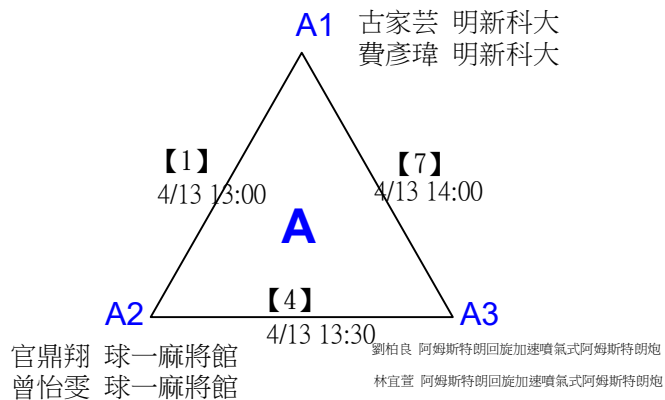 A1
古家芸 明新科大
費彥瑋 明新科大
【1】
4/13 13:00
【7】
4/13 14:00
A
A2
【4】
4/13 13:30
A3
官鼎翔 球一麻將館
曾怡雯 球一麻將館
劉柏良 阿姆斯特朗回旋加速噴氣式阿姆斯特朗炮
林宜萱 阿姆斯特朗回旋加速噴氣式阿姆斯特朗炮